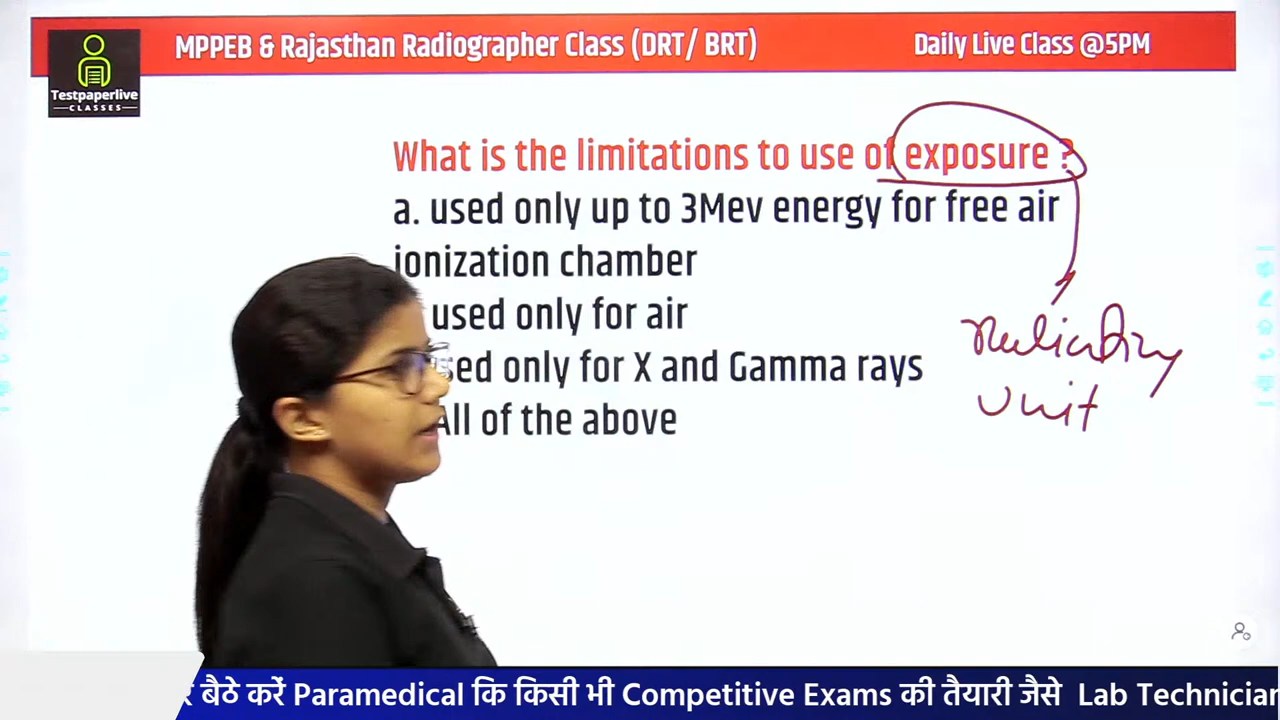 MPPEB & Rajasthan Radiographer Class (DRT/ BRT)
Daily Live Class @5PM
Testpaperlive
CLASSES
What is the limitations to use of exposure ?
a. used only up to 3Mev energy for free air
ionization chamber
used only for air
used only for X and Gamma rays
All of the above
Unit
बैठे करें Paramedical कि किसी भी Competitive Exams की तैयारी जैसे Lab Technician